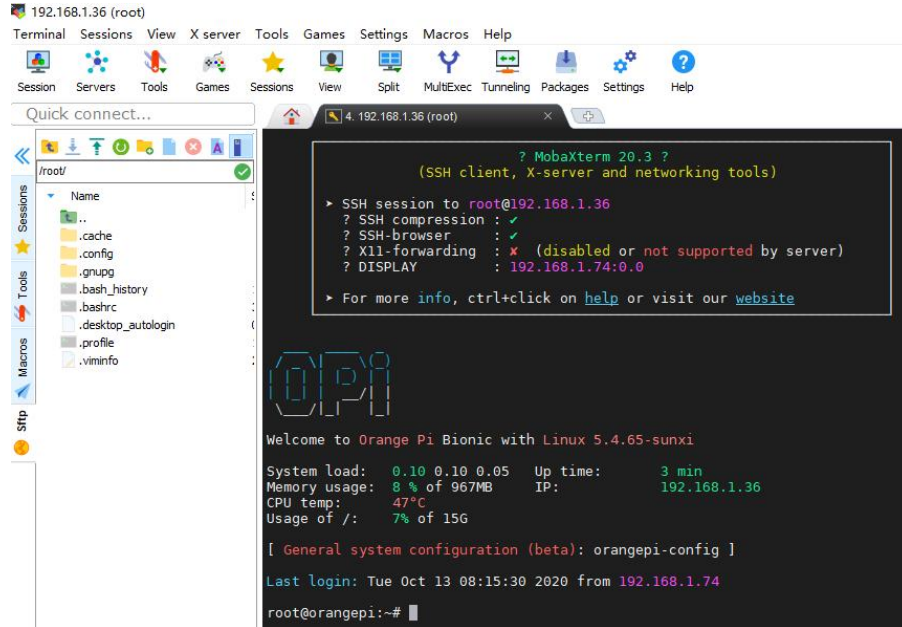 192.168.1.36 (root)
Terminal Sessions View X server Tools Games Settings Macros Help
Session Servers Tools Games Sessions View Split MultiExec Tunneling Packages Settings Help
Quick connect...
4. 192.168.1.36 (root)
/root/
Name
..
.cache
.config
.gnupg
.bash_history
.bashrc
.desktop_autologin
.profile
.viminfo
Sessions
Tools
Macros
Sftp
? MobaXterm 20.3 ?
(SSH client, X-server and networking tools)
➤ SSH session to root@192.168.1.36
? SSH compression : ✔
? SSH-browser : ✔
? X11-forwarding : ✘ (disabled or not supported by server)
? DISPLAY : 192.168.1.74:0.0
➤ For more info, ctrl+click on help or visit our website
OPi
Welcome to Orange Pi Bionic with Linux 5.4.65-sunxi
System load: 0.10 0.10 0.05 Up time: 3 min
Memory usage: 8 % of 967MB IP: 192.168.1.36
CPU temp: 47°C
Usage of /: 7% of 15G
[ General system configuration (beta): orangepi-config ]
Last login: Tue Oct 13 08:15:30 2020 from 192.168.1.74
root@orangepi:~#